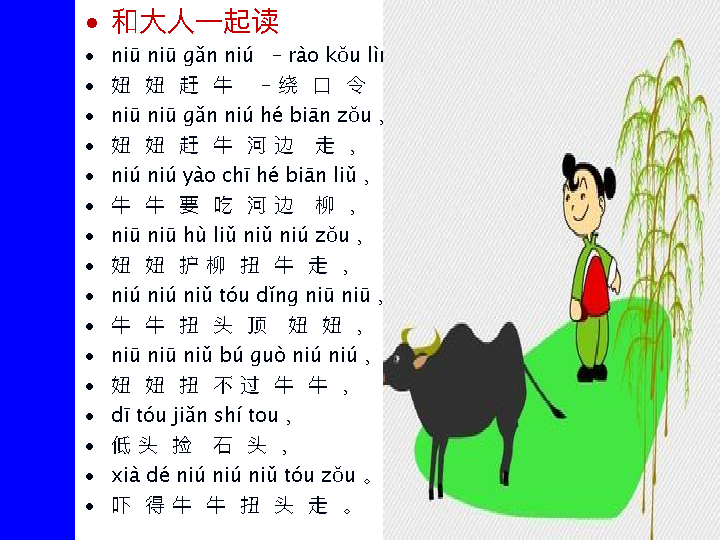 和大人一起读
niū niū gǎn niú -rào kǒu lìn
妞 妞 赶 牛 -绕 口 令
niū niū gǎn niú hé biān zǒu ,
妞 妞 赶 牛 河边 走 ,
niú niú yào chī hé biān liǔ ,
牛 牛 要 吃 河边 柳 ,
niū niū hù liǔ niǔ niú zǒu ,
妞 妞 护柳 扭 牛 走 ,
niú niú niǔ tóu dǐng niū niū ,
牛 牛 扭 头 顶 妞 妞 ,
niū niū niǔ bú guò niú niú ,
妞 妞 扭 不过 牛 牛 ,
dī tóu jiǎn shí tou ,
低头 捡 石 头 ,
xià dé niú niú niǔ tóu zǒu 。
吓 得牛 牛 扭 头 走 。